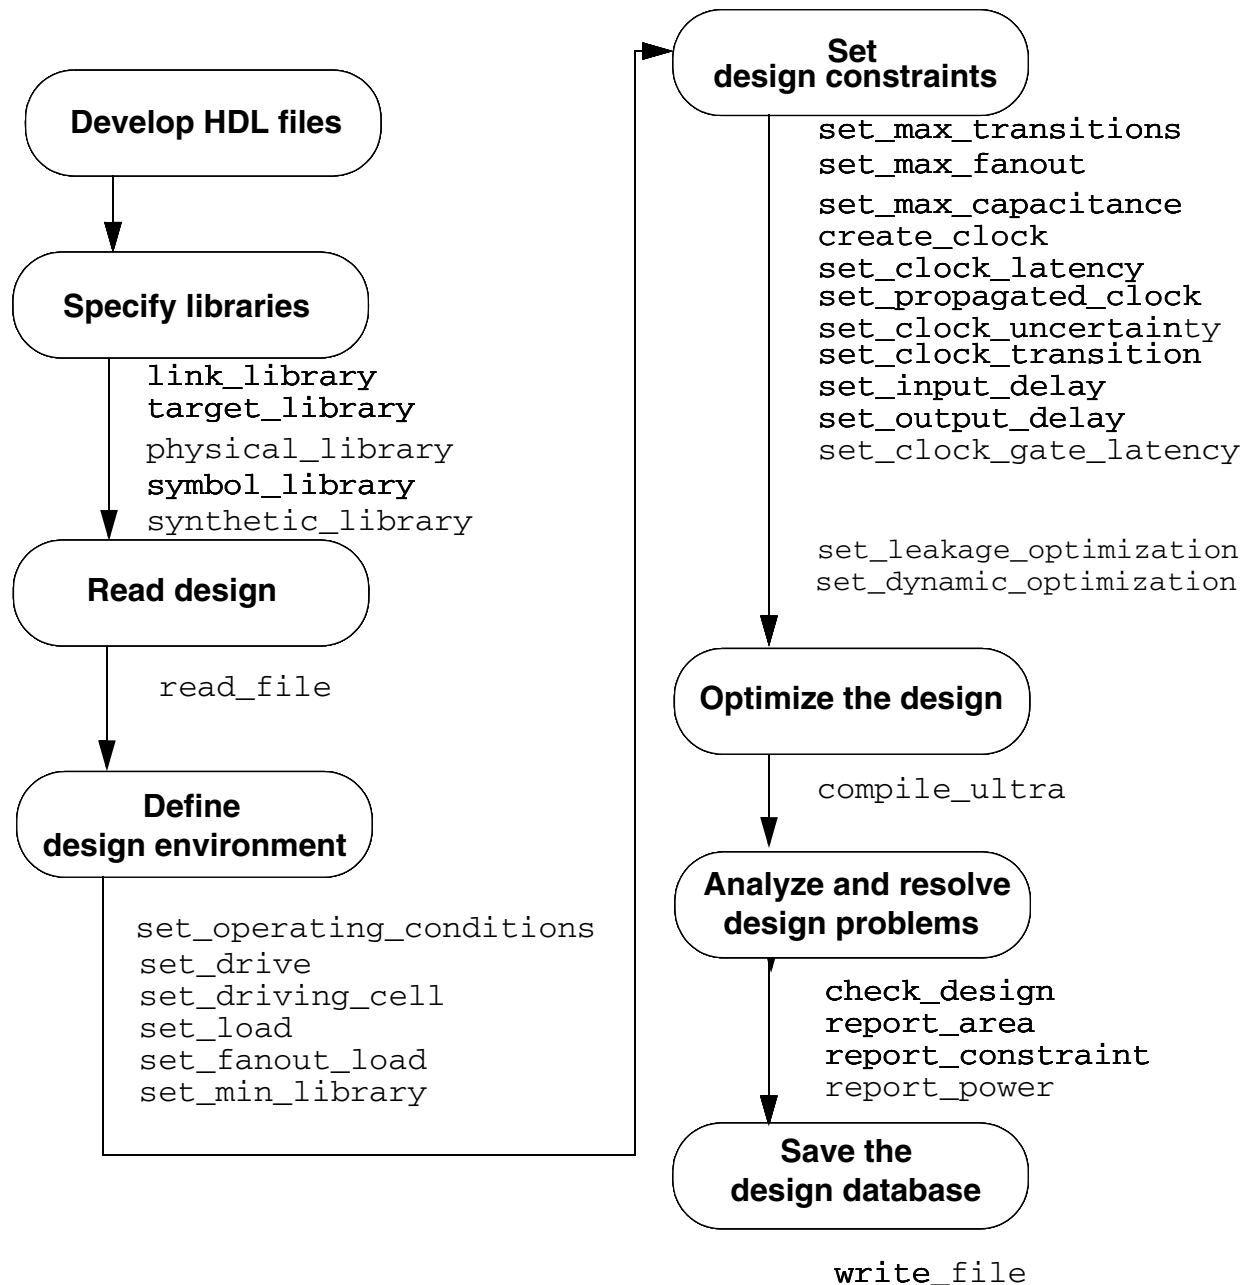 Develop HDL files
Specify libraries
link_library
target_library
physical_library
symbol_library
synthetic_library
Read design
read_file
Define
design environment
set_operating_conditions
set_drive
set_driving_cell
set_load
set_fanout_load
set_min_library
Set
design constraints
set_max_transitions
set_max_fanout
set_max_capacitance
create_clock
set_clock_latency
set_propagated_clock
set_clock_uncertainty
set_clock_transition
set_input_delay
set_output_delay
set_clock_gate_latency
set_leakage_optimization
set_dynamic_optimization
Optimize the design
compile_ultra
Analyze and resolve
design problems
check_design
report_area
report_constraint
report_power
Save the
design database
write_file